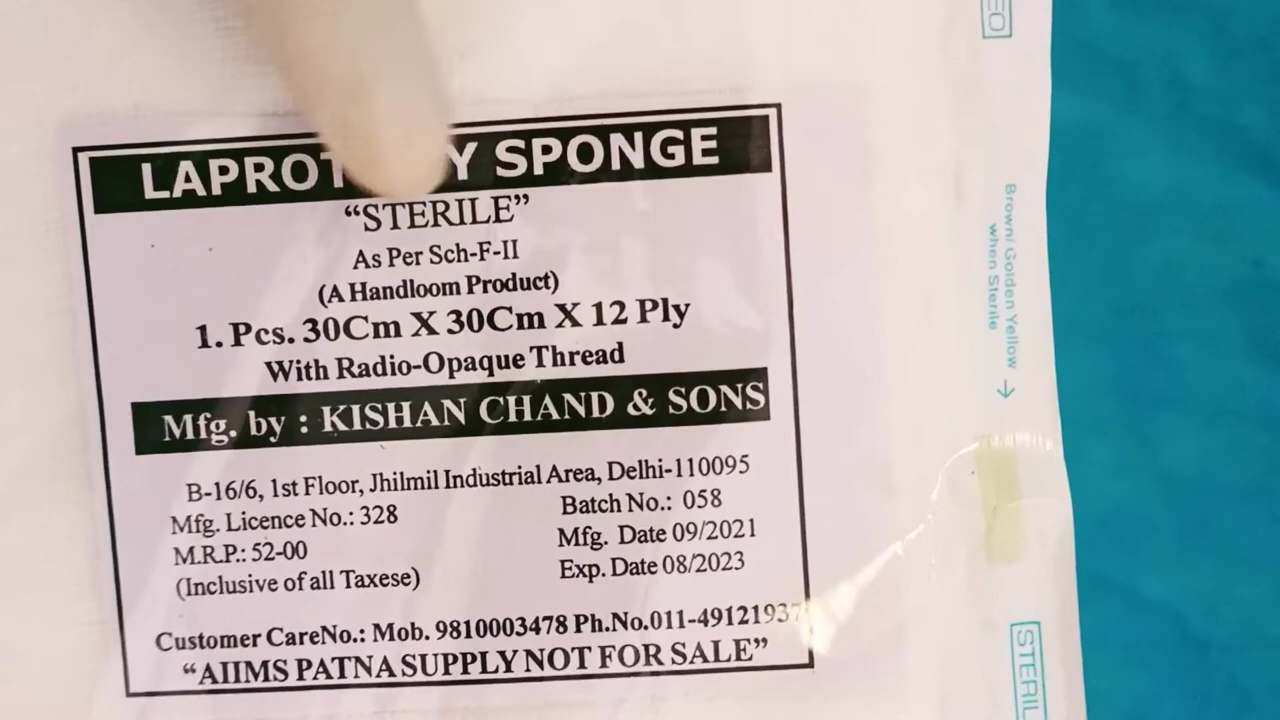 LAPROT Y SPONGE
“STERILE”
As Per Sch-F-II
(A Handloom Product)
1. Pcs. 30Cm X 30Cm X 12 Ply
With Radio-Opaque Thread
Mfg. by : KISHAN CHAND & SONS
B-16/6, 1st Floor, Jhilmil Industrial Area, Delhi-110095
Mfg. Licence No.: 328
M.R.P.: 52-00
(Inclusive of all Taxese)
Batch No.: 058
Mfg. Date 09/2021
Exp. Date 08/2023
Customer CareNo.: Mob. 9810003478 Ph.No.011-49121937
“AIIMS PATNA SUPPLY NOT FOR SALE”
EO
Brown/ Golden Yellow →
when Sterile
STERIL